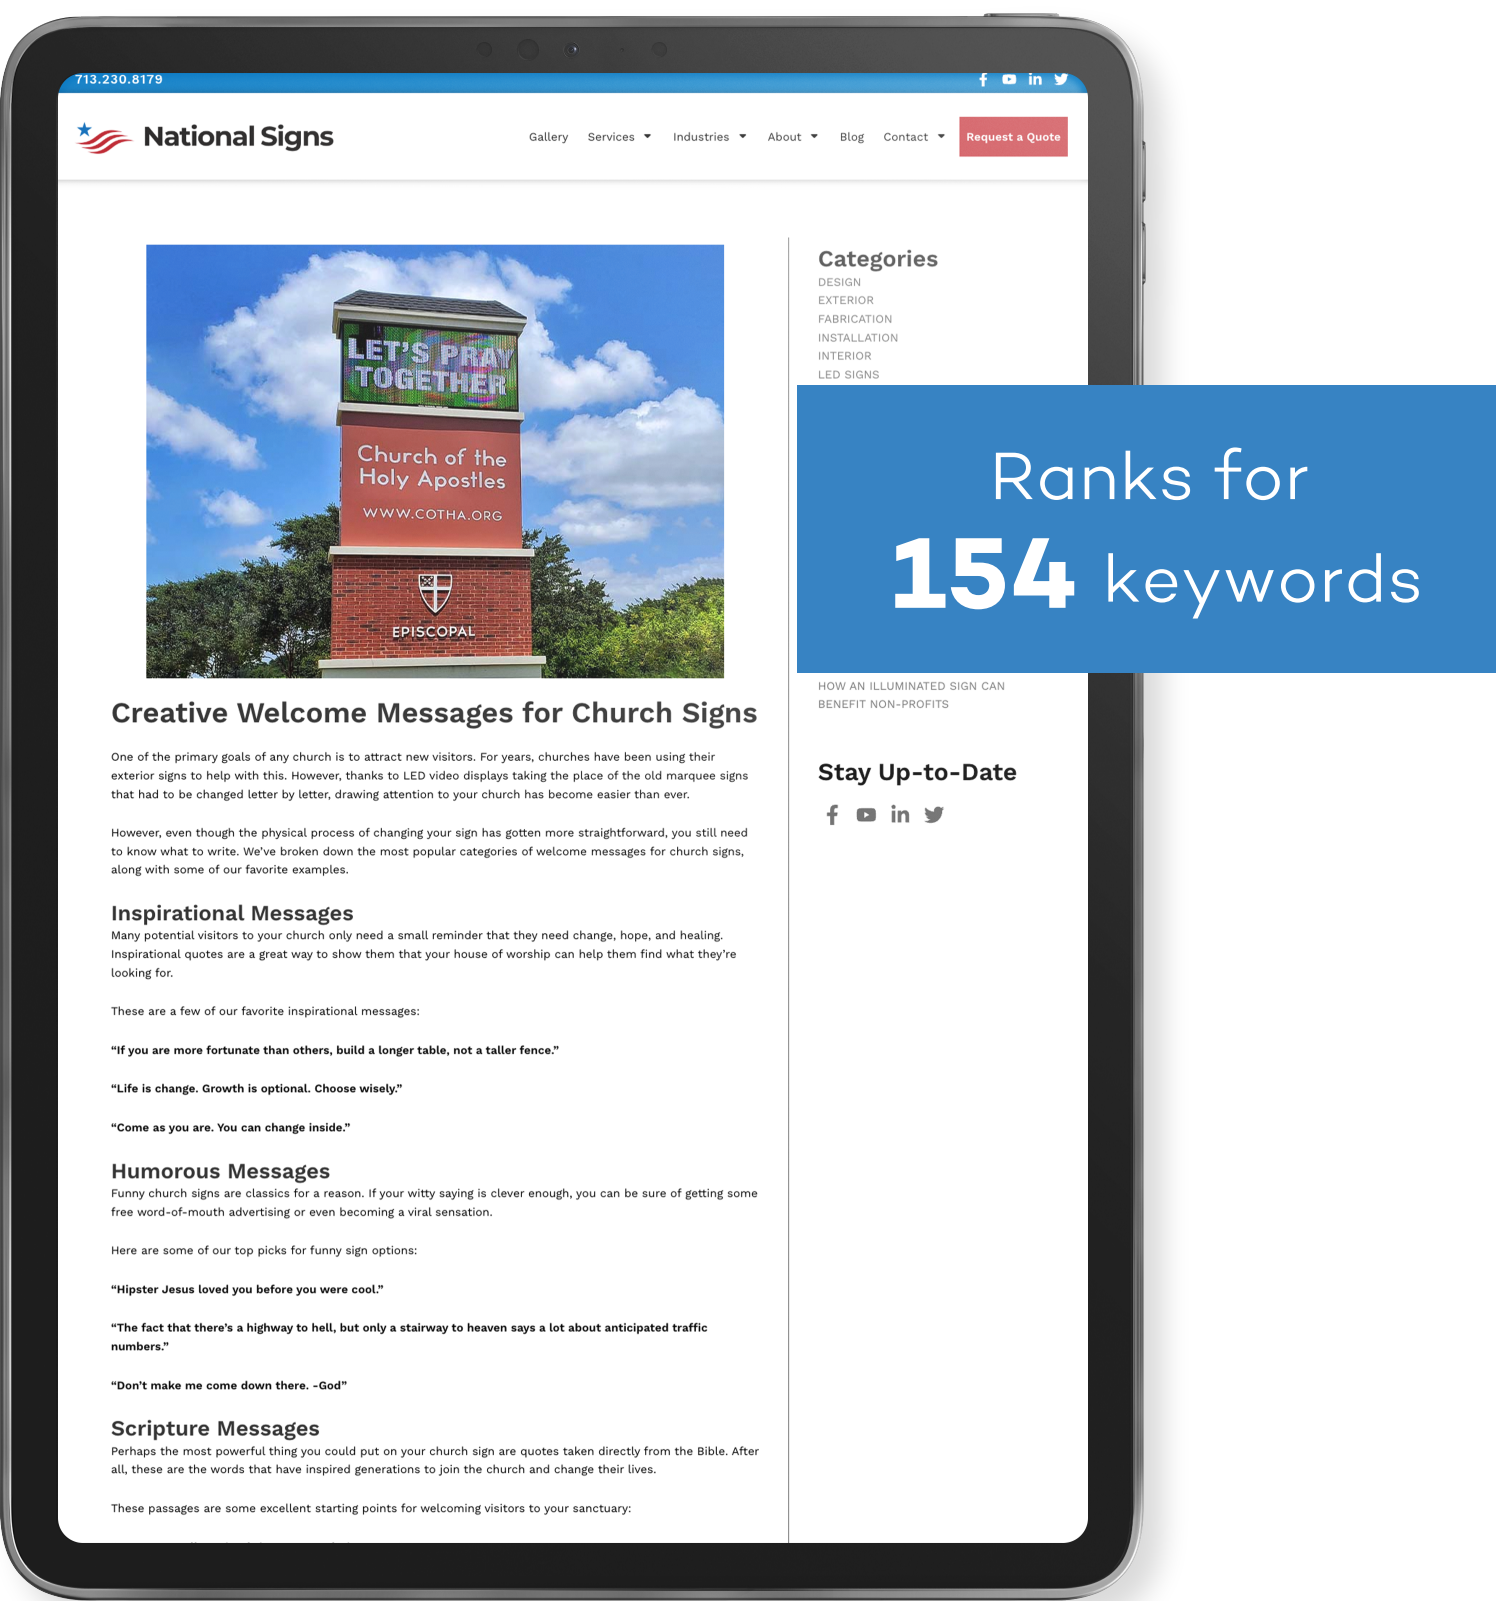 713.230.8179
National Signs
Gallery Services Industries About Blog Contact Request a Quote
LET'S PRAY
TOGETHER
Church of the
Holy Apostles
WWW.COTHA.ORG
EPISCOPAL
Creative Welcome Messages for Church Signs
One of the primary goals of any church is to attract new visitors. For years, churches have been using their
exterior signs to help with this. However, thanks to LED video displays taking the place of the old marquee signs
that had to be changed letter by letter, drawing attention to your church has become easier than ever.
However, even though the physical process of changing your sign has gotten more straightforward, you still need
to know what to write. We’ve broken down the most popular categories of welcome messages for church signs,
along with some of our favorite examples.
Inspirational Messages
Many potential visitors to your church only need a small reminder that they need change, hope, and healing.
Inspirational quotes are a great way to show them that your house of worship can help them find what they’re
looking for.
These are a few of our favorite inspirational messages:
“If you are more fortunate than others, build a longer table, not a taller fence.”
“Life is change. Growth is optional. Choose wisely.”
“Come as you are. You can change inside.”
Humorous Messages
Funny church signs are classics for a reason. If your witty saying is clever enough, you can be sure of getting some
free word-of-mouth advertising or even becoming a viral sensation.
Here are some of our top picks for funny sign options:
“Hipster Jesus loved you before you were cool.”
“The fact that there’s a highway to hell, but only a stairway to heaven says a lot about anticipated traffic
numbers.”
“Don’t make me come down there. -God”
Scripture Messages
Perhaps the most powerful thing you could put on your church sign are quotes taken directly from the Bible. After
all, these are the words that have inspired generations to join the church and change their lives.
These passages are some excellent starting points for welcoming visitors to your sanctuary:
Categories
DESIGN
EXTERIOR
FABRICATION
INSTALLATION
INTERIOR
LED SIGNS
Ranks for
154 keywords
HOW AN ILLUMINATED SIGN CAN
BENEFIT NON-PROFITS
Stay Up-to-Date